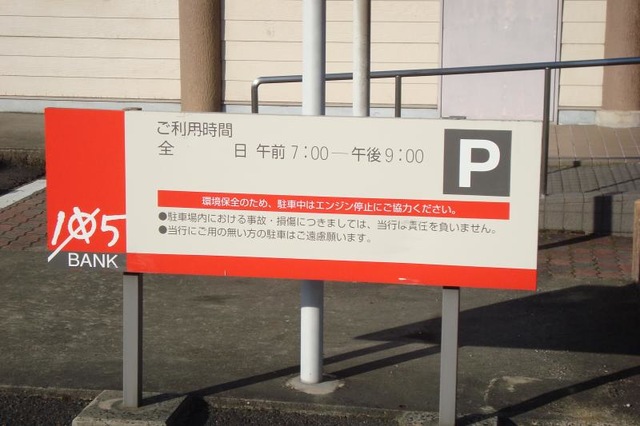 ご利用時間
全 日 午前7:00―午後9:00
P
環境保全のため、駐車中はエンジン停止にご協力ください。
●駐車場内における事故・損傷につきましては、当行は責任を負いません。
●当行にご用の無い方の駐車はご遠慮願います。
105
BANK